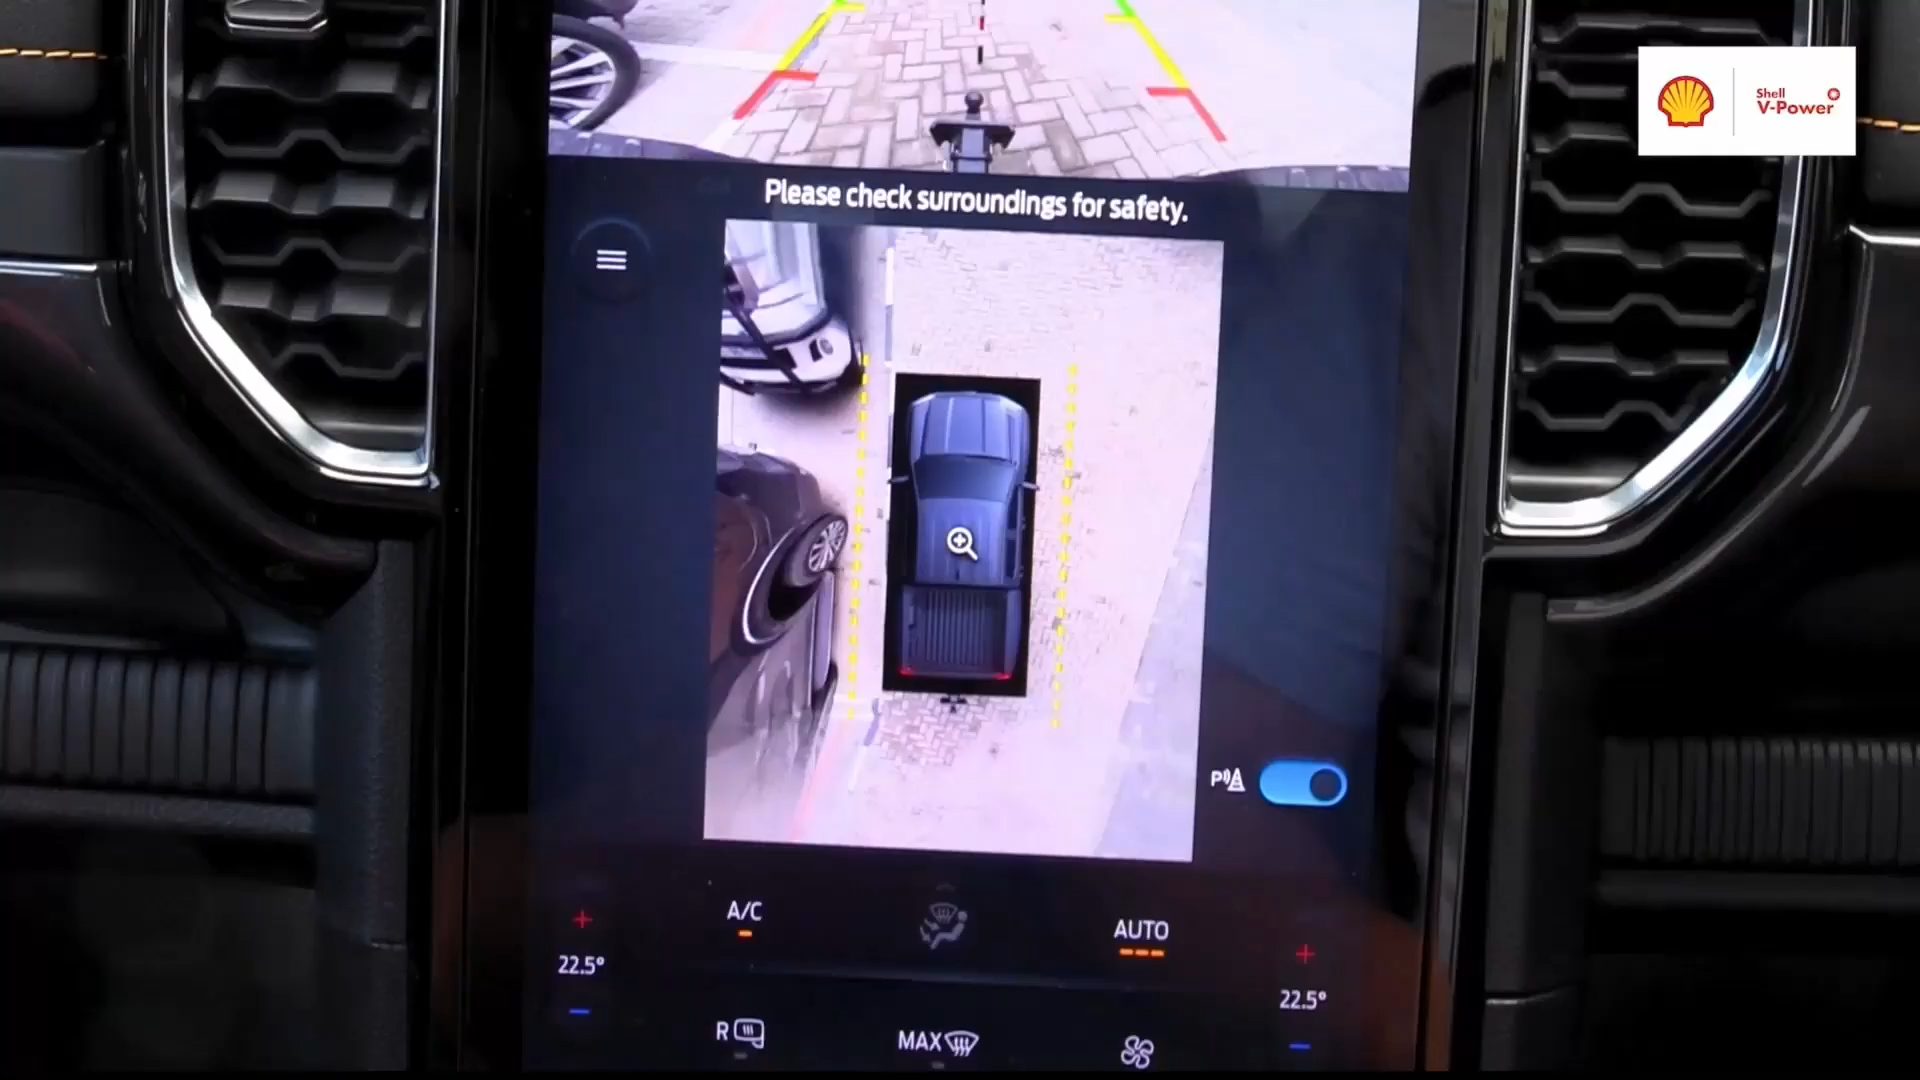 Shell
V-Power
Please check surroundings for safety.
P
A/C
AUTO
22.5°
22.5°
R
MAX